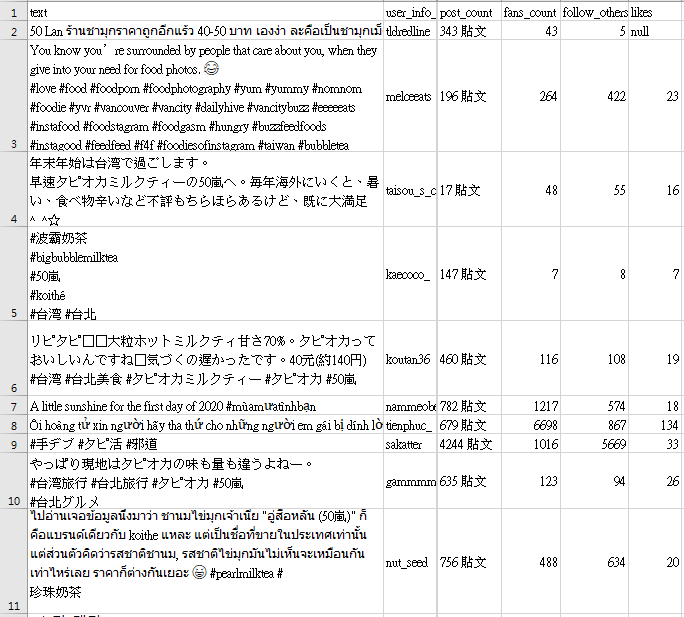 1 text user_info_ post_count fans_count follow_others likes
2 50 Lan ร้านชามุกราคาถูกอีกแร้ว 40-50 บาท เองง่า ละคือเป็นชามุกเ tldredline 343 貼文 43 5 null
You know you’re surrounded by people that care about you, when they
give into your need for food photos. 😂
#love #food #foodporn #foodphotography #yum #yummy #nomnom
#foodie #yvr #vancouver #vancity #dailyhive #vancitybuzz #eeeeeats
#instafood #foodstagram #foodgasm #hungry #buzzfeedfoods
#instagood #feedfeed #f4f #foodiesofinstagram #taiwan #bubbletea
3 melceeats 196 貼文 264 422 23
年末年始は台湾で過ごします。
早速タピオカミルクティーの50嵐へ。毎年海外にいくと、暑
い、食べ物辛いなど不評もちらほらあるけど、既に大満足
^_^☆
4 taisou_s_c 17 貼文 48 55 16
#波霸奶茶
#bigbubblemilktea
#50嵐
#koithé
#台湾 #台北
5 kaecoco_ 147 貼文 7 8 7
リピタピ□□大粒ホットミルクティ甘さ70%。タピオカって
おいしいんですね□気づくの遅かったです。40元(約140円)
#台湾 #台北美食 #タピオカミルクティー #タピオカ #50嵐
6 koutan36 460 貼文 116 108 19
7 A little sunshine for the first day of 2020 #mùamưatìnhbạn nammeobe 782 貼文 1217 574 18
8 Ôi hoàng tử xin người hãy tha thứ cho những người em gái bị dính lờ tienphuc_ 679 貼文 6698 867 134
9 #手デブ #タピ活 #邪道 sakatter 4244 貼文 1016 5669 33
やっぱり現地はタピオカの味も量も違うよねー。
#台湾旅行 #台北旅行 #タピオカ #50嵐
#台北グルメ
10 gammmm 635 貼文 123 94 26
ไปอ่านเจอข้อมูลนึงมาว่า ชานมไข่มุกเจ้าเนี่ย "อู่สือหลัน (50嵐)" ก็
คือแบรนด์เดียวกับ koithe แหละ แต่เป็นชื่อที่ขายในประเทศเท่านั้น
แต่ส่วนตัวคิดว่ารสชาติชานม, รสชาติไข่มุกมันไม่เห็นจะเหมือนกัน
เท่าไหร่เลย ราคาก็ต่างกันเยอะ 😀 #pearlmilktea #
珍珠奶茶
11 nut_seed 756 貼文 488 634 20